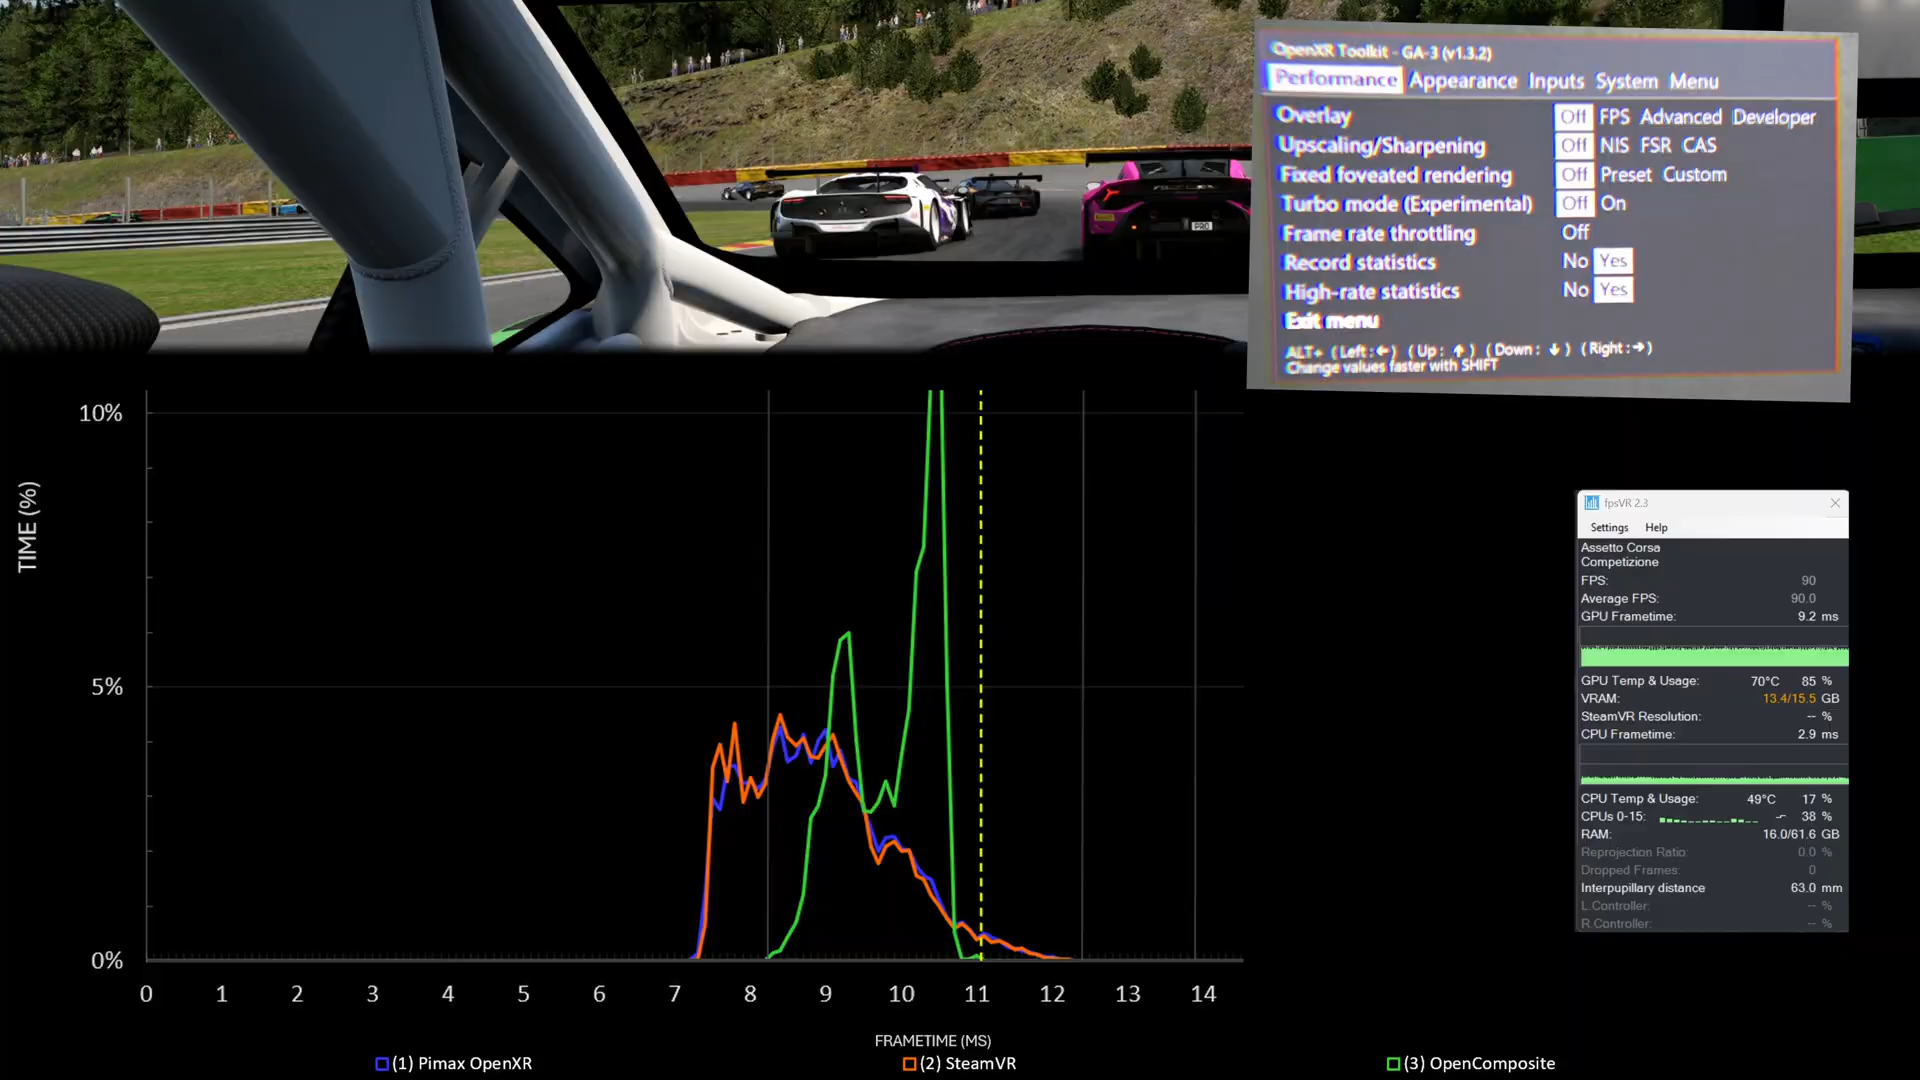 OpenXR Toolkit - GA-3 (v1.3.2)
Performance Appearance Inputs System Menu
Overlay Off FPS Advanced Developer
Upscaling/Sharpening Off NIS FSR CAS
Fixed foveated rendering Off Preset Custom
Turbo mode (Experimental) Off On
Frame rate throttling Off
Record statistics No Yes
High-rate statistics No Yes
Exit menu
ALT+ (Left:←) (Up: ↑) (Down: ↓) (Right:→)
Change values faster with SHIFT
PRO
10%
5%
0%
TIME (%)
0 1 2 3 4 5 6 7 8 9 10 11 12 13 14
FRAMETIME (MS)
(1) Pimax OpenXR (2) SteamVR (3) OpenComposite
fpsVR 2.3
Settings Help
Assetto Corsa
Competizione
FPS: 90
Average FPS: 90.0
GPU Frametime: 9.2 ms
GPU Temp & Usage: 70°C 85 %
VRAM: 13.4/15.5 GB
SteamVR Resolution: -- %
CPU Frametime: 2.9 ms
CPU Temp & Usage: 49°C 17 %
CPUs 0-15: 38 %
RAM: 16.0/61.6 GB
Reprojection Ratio: 0.0 %
Dropped Frames: 0
Interpupillary distance 63.0 mm
L.Controller: -- %
R.Controller: -- %